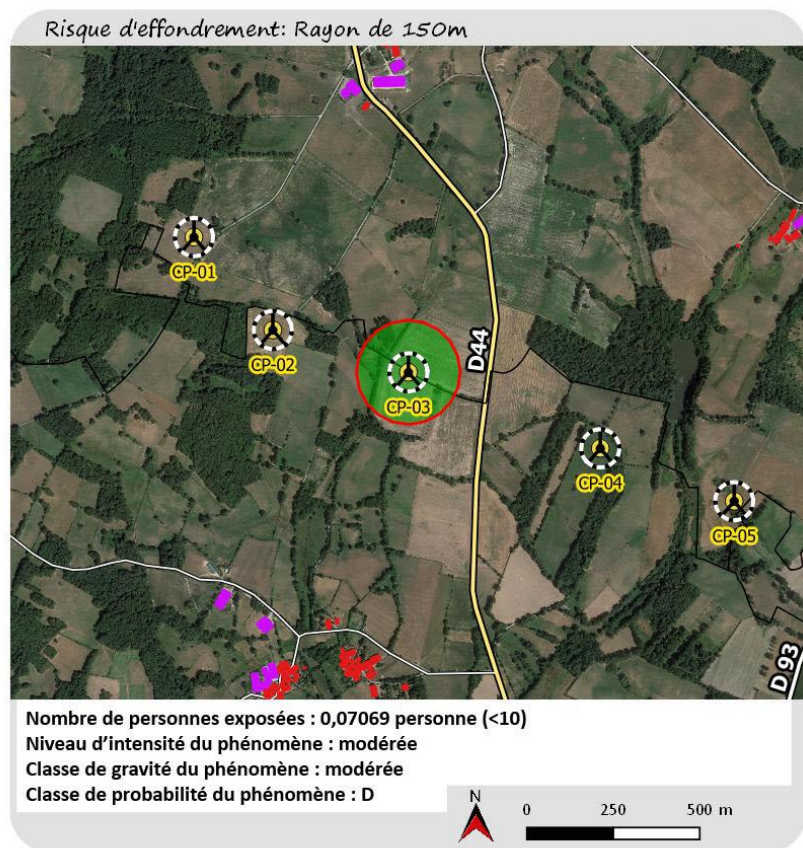 Risque d'effondrement: Rayon de 150m
CP-01
CP-02
CP-03
D44
CP-04
CP-05
D 93
Nombre de personnes exposées : 0,07069 personne (<10)
Niveau d'intensité du phénomène : modérée
Classe de gravité du phénomène : modérée
Classe de probabilité du phénomène : D
N
0 250 500 m